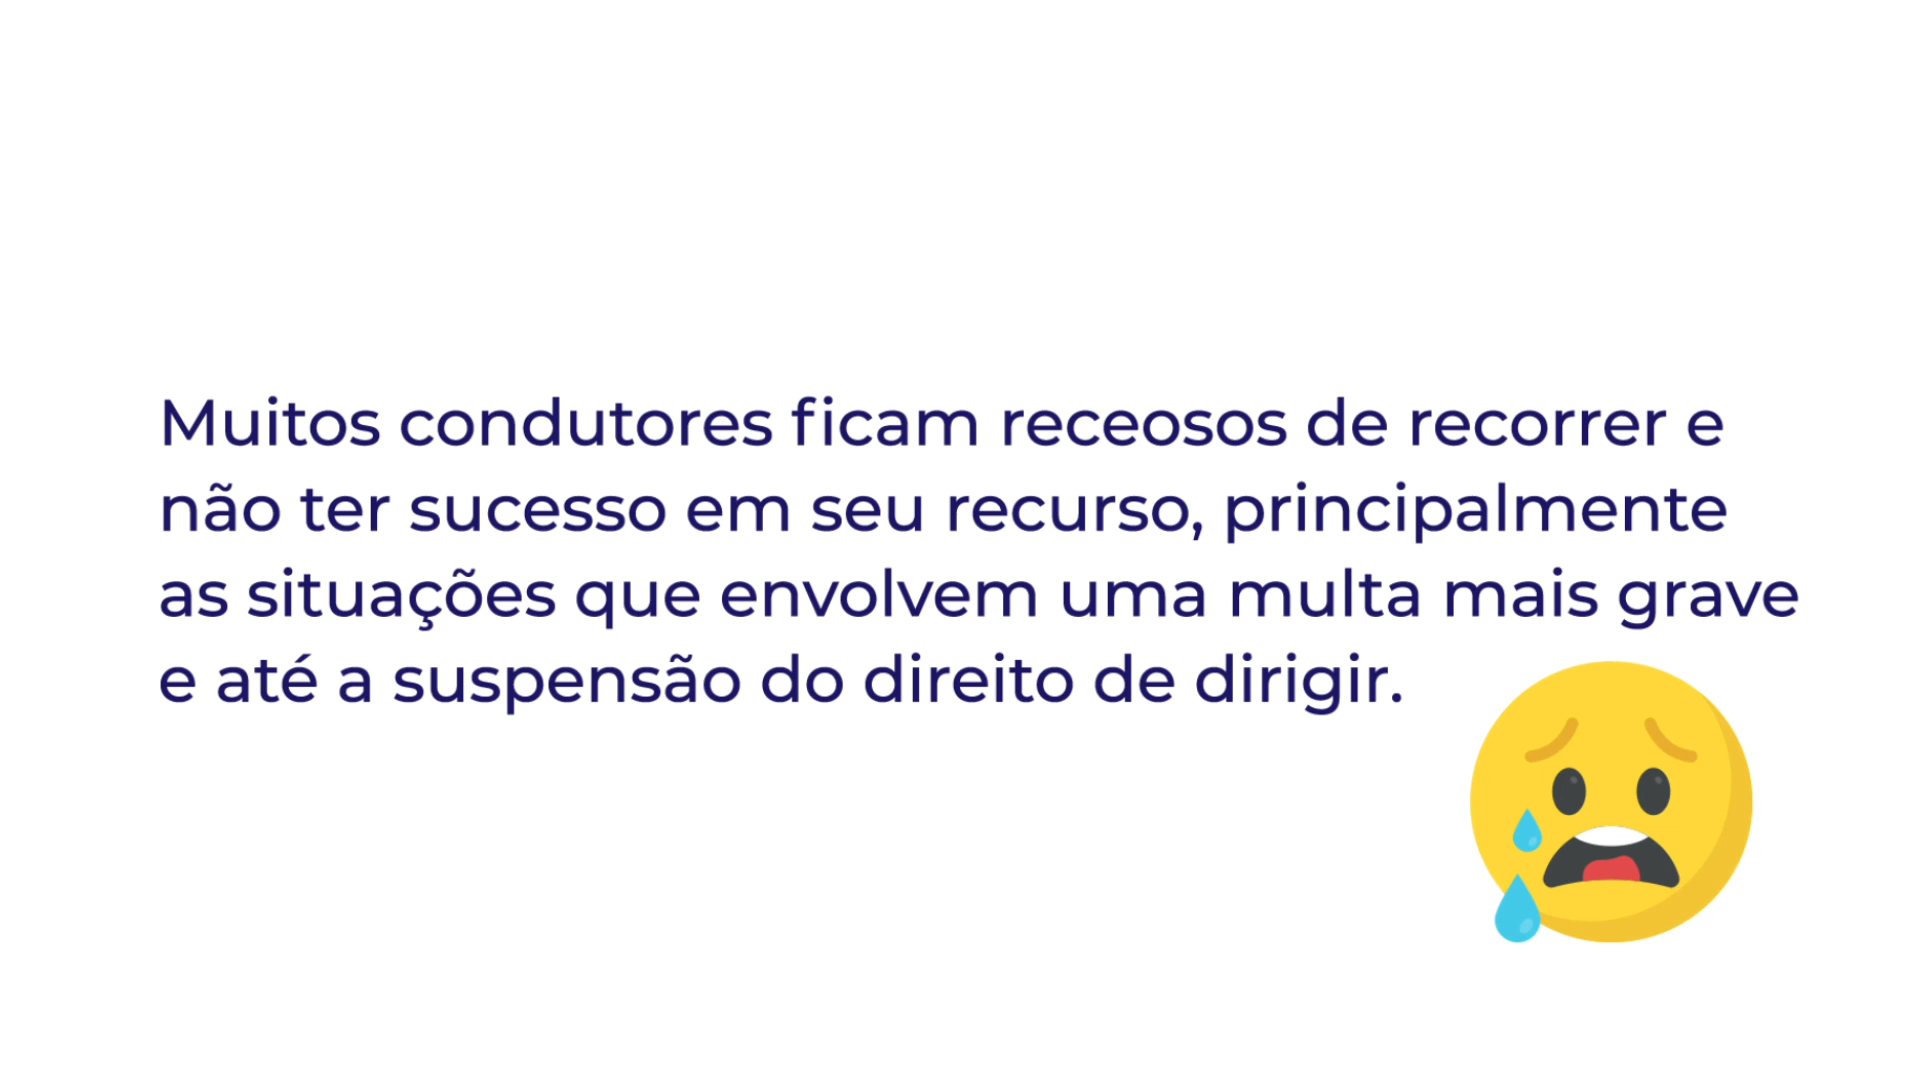 Muitos condutores ficam receosos de recorrer e
não ter sucesso em seu recurso, principalmente
as situações que envolvem uma multa mais grave
e até a suspensão do direito de dirigir.